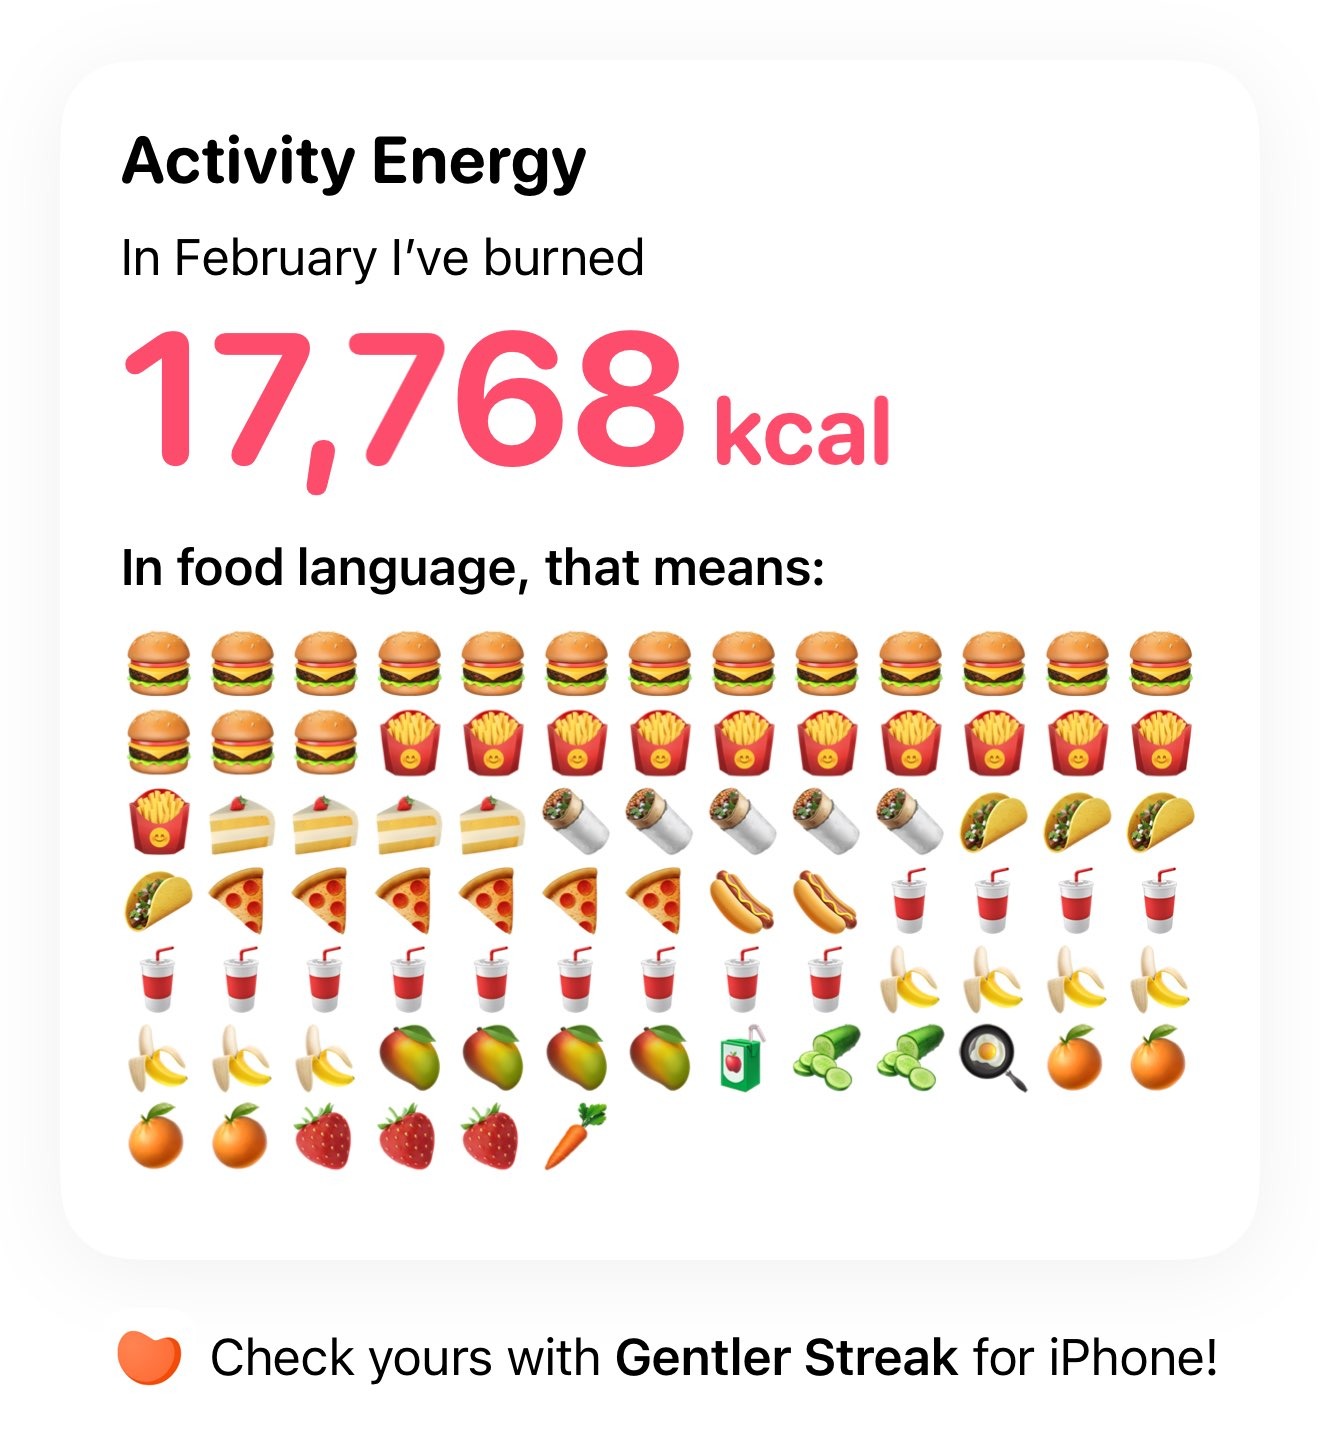 Activity Energy
In February I’ve burned
17,768 kcal
In food language, that means:
Check yours with Gentler Streak for iPhone!